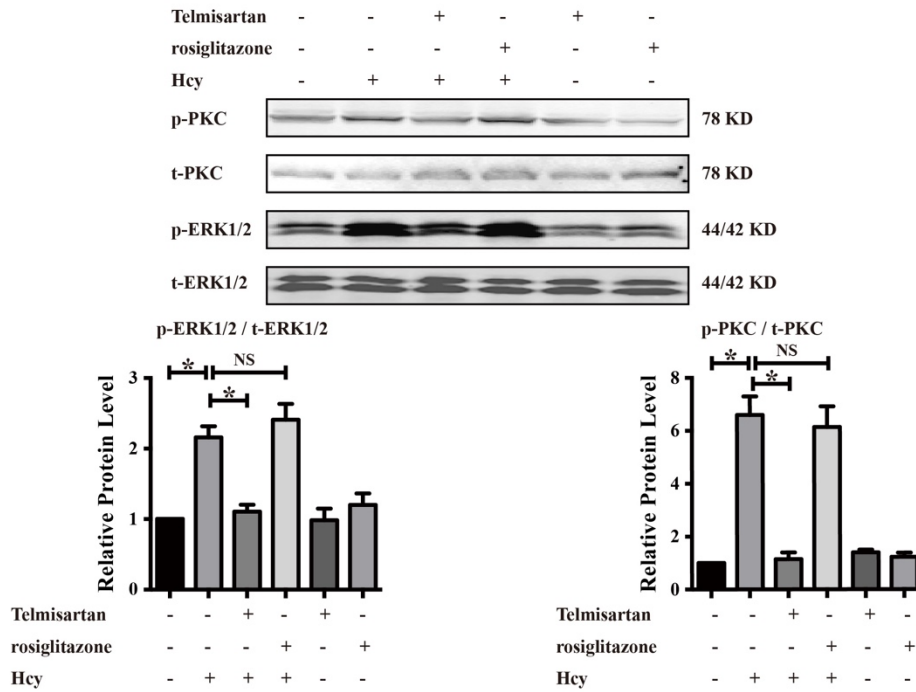 Telmisartan - - + - + -
rosiglitazone - - - + - +
Hcy - + + + - -
p-PKC 78 KD
t-PKC 78 KD
p-ERK1/2 44/42 KD
t-ERK1/2 44/42 KD
p-ERK1/2 / t-ERK1/2
* NS
*
Relative Protein Level
3
2
1
0
Telmisartan - - + - + -
rosiglitazone - - - + - +
Hcy - + + + - -
p-PKC / t-PKC
* NS
*
Relative Protein Level
8
6
4
2
0
Telmisartan - - + - + -
rosiglitazone - - - + - +
Hcy - + + + - -